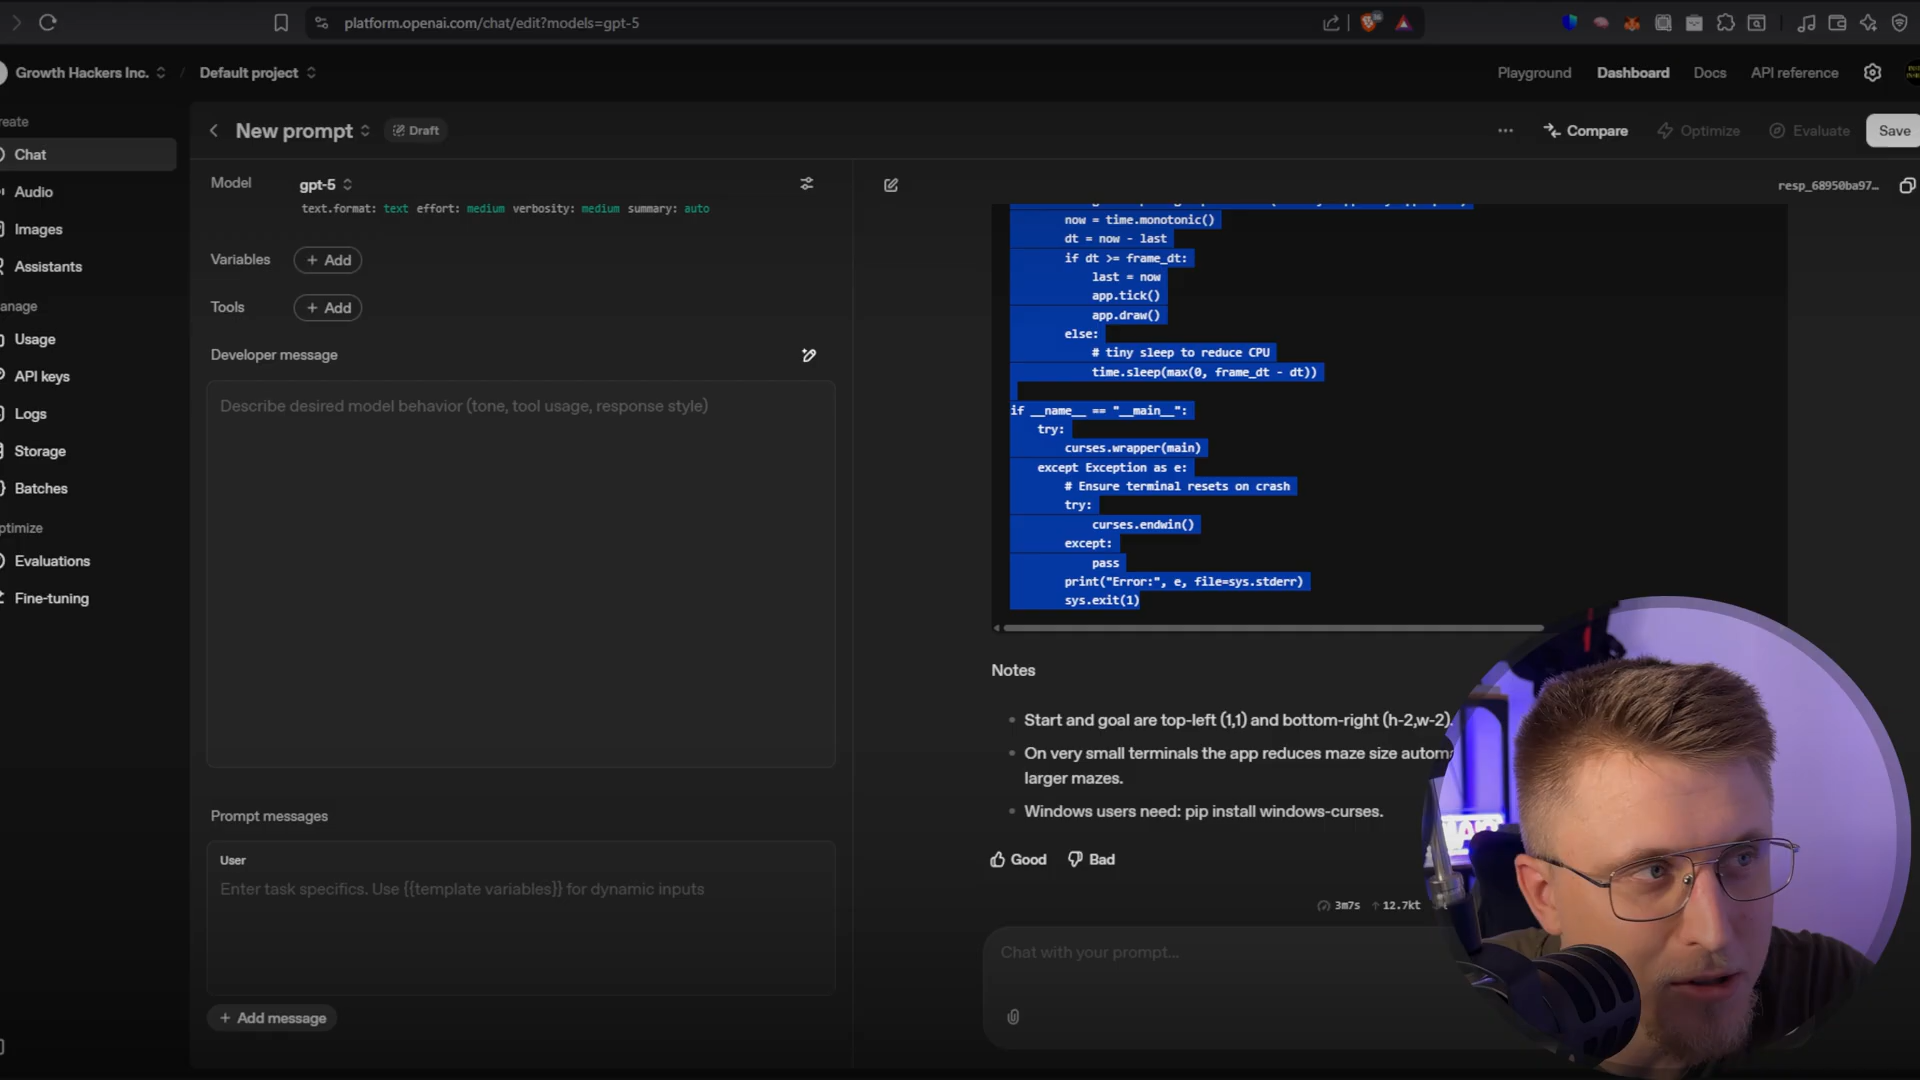 platform.openai.com/chat/edit?models=gpt-5
Growth Hackers Inc.
/
Default project
Playground
Dashboard
Docs
API reference
reate
Chat
Audio
Images
Assistants
anage
Usage
API keys
Logs
Storage
Batches
ptimize
Evaluations
Fine-tuning
New prompt
Draft
Compare
Optimize
Evaluate
Save
Model
gpt-5
text.format: text effort: medium verbosity: medium summary: auto
Variables
+ Add
Tools
+ Add
Developer message
Describe desired model behavior (tone, tool usage, response style)
Prompt messages
User
Enter task specifics. Use {{template variables}} for dynamic inputs
+ Add message
resp_68950ba97…
now = time.monotonic()
dt = now - last
if dt >= frame_dt:
last = now
app.tick()
app.draw()
else:
# tiny sleep to reduce CPU
time.sleep(max(0, frame_dt - dt))
if __name__ == "__main__":
try:
curses.wrapper(main)
except Exception as e:
# Ensure terminal resets on crash
try:
curses.endwin()
except:
pass
print("Error:", e, file=sys.stderr)
sys.exit(1)
Notes
• Start and goal are top-left (1,1) and bottom-right (h-2,w-2).
• On very small terminals the app reduces maze size autom
larger mazes.
• Windows users need: pip install windows-curses.
Good
Bad
3m7s ↑12.7kt
Chat with your prompt...